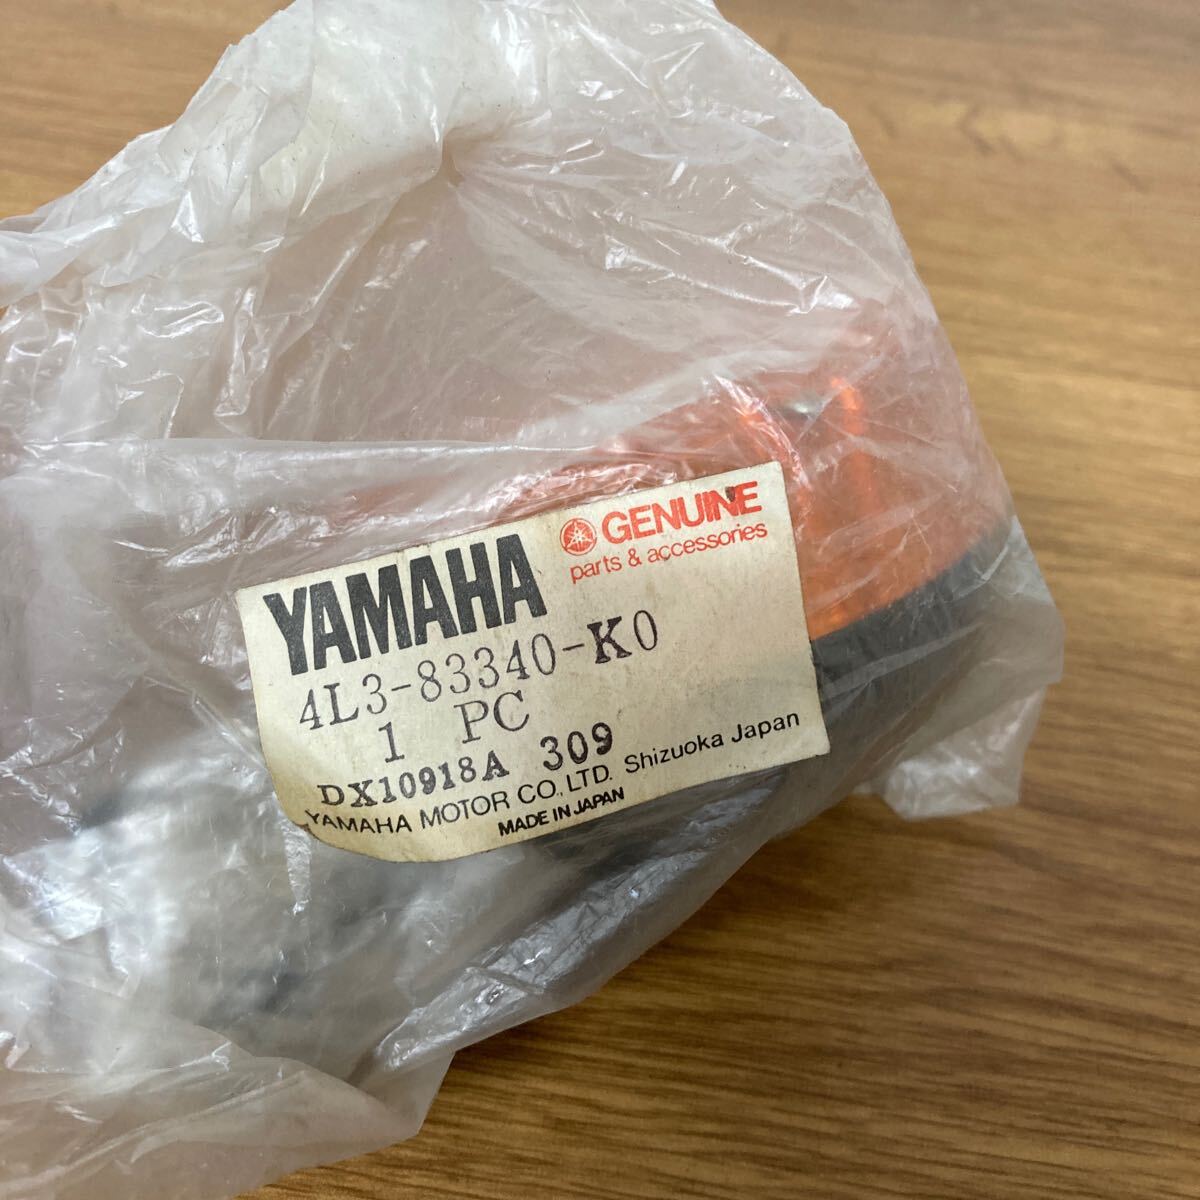 YAMAHA
GENUINE
parts & accessories
4L3-83340-K0
1 PC
DX10918A 309
YAMAHA MOTOR CO., LTD. Shizuoka Japan
MADE IN JAPAN